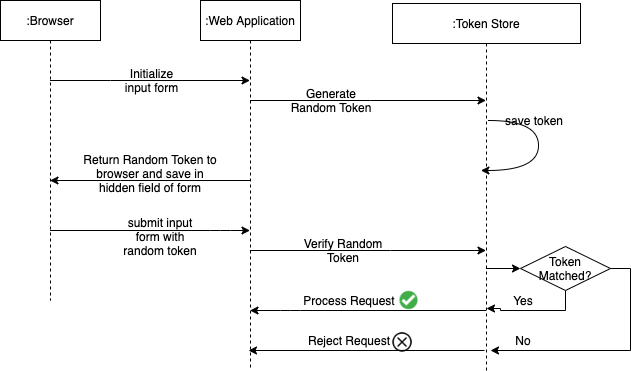 :Browser
:Web Application
:Token Store
Initialize
input form
Generate
Random Token
save token
Return Random Token to
browser and save in
hidden field of form
submit input
form with
random token
Verify Random
Token
Token
Matched?
Process Request
Yes
Reject Request
No